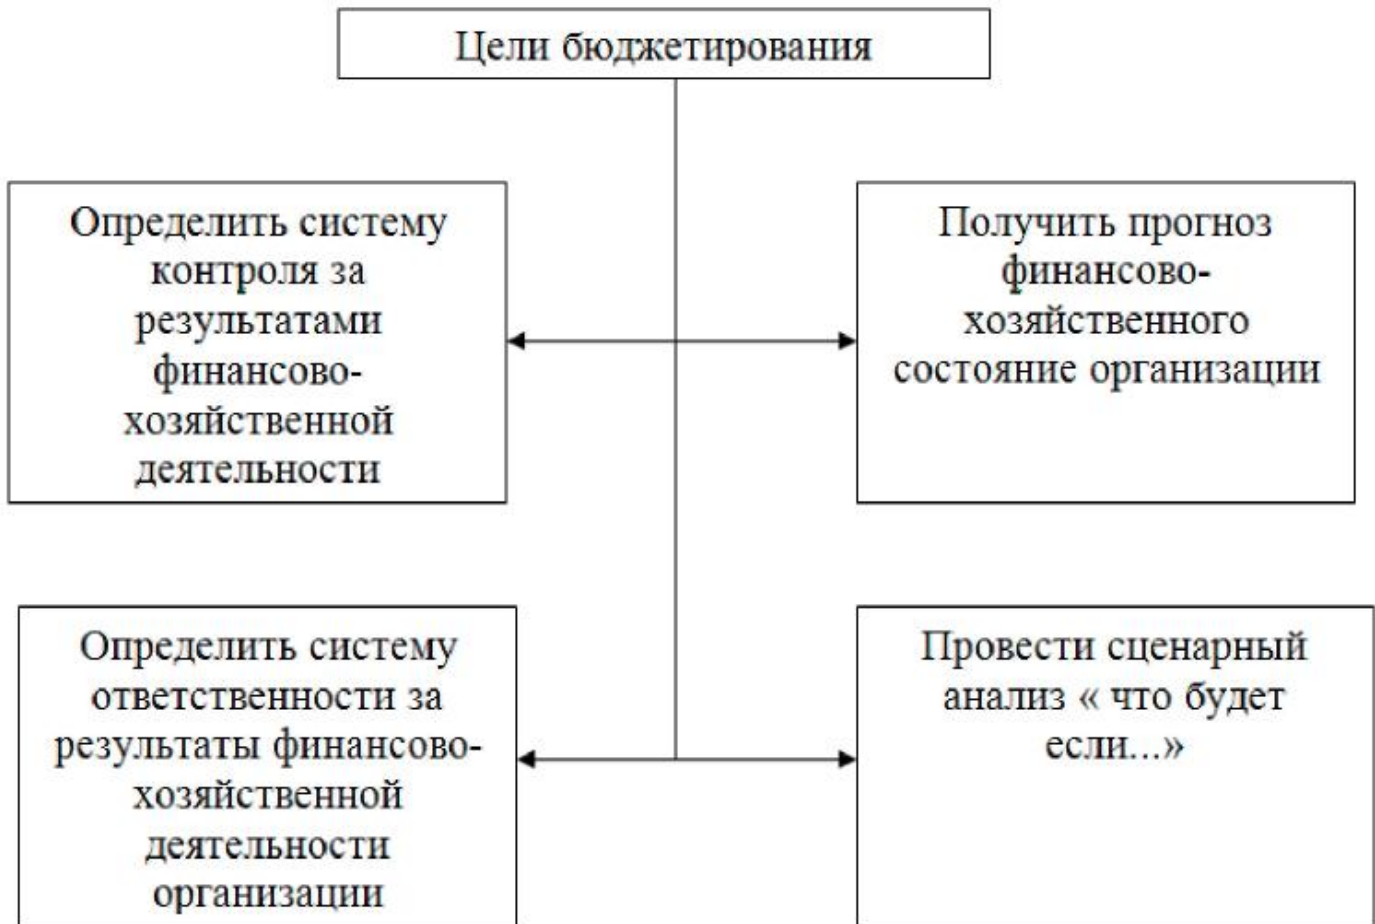 Цели бюджетирования
Определить систему
контроля за
результатами
финансово-
хозяйственной
деятельности
Получить прогноз
финансово-
хозяйственного
состояние организации
Определить систему
ответственности за
результаты финансово-
хозяйственной
деятельности
организации
Провести сценарный
анализ « что будет
если...»